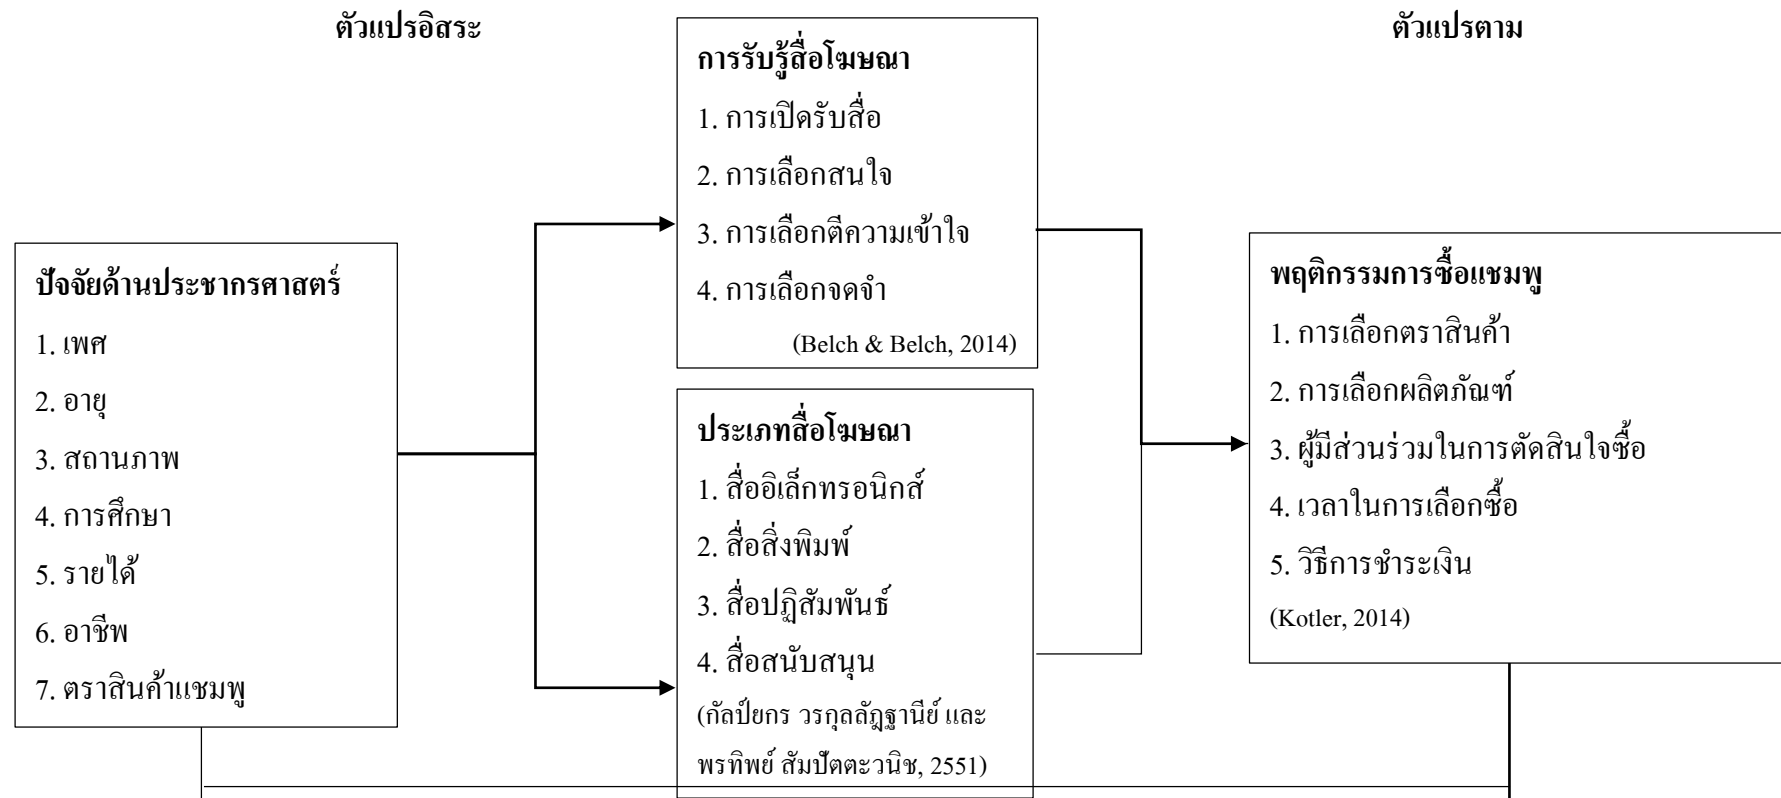 ตัวแปรอิสระ
ตัวแปรตาม
การรับรู้สื่อโฆษณา
1. การเปิดรับสื่อ
2. การเลือกสนใจ
3. การเลือกตีความเข้าใจ
4. การเลือกจดจำ
(Belch & Belch, 2014)
ปัจจัยด้านประชากรศาสตร์
1. เพศ
2. อายุ
3. สถานภาพ
4. การศึกษา
5. รายได้
6. อาชีพ
7. ตราสินค้าแชมพู
ประเภทสื่อโฆษณา
1. สื่ออิเล็กทรอนิกส์
2. สื่อสิ่งพิมพ์
3. สื่อปฏิสัมพันธ์
4. สื่อสนับสนุน
(กัลป์ยกร วรกุลลัฎฐานีย์ และ
พรทิพย์ สัมปัตตะวนิช, 2551)
พฤติกรรมการซื้อแชมพู
1. การเลือกตราสินค้า
2. การเลือกผลิตภัณฑ์
3. ผู้มีส่วนร่วมในการตัดสินใจซื้อ
4. เวลาในการเลือกซื้อ
5. วิธีการชำระเงิน
(Kotler, 2014)